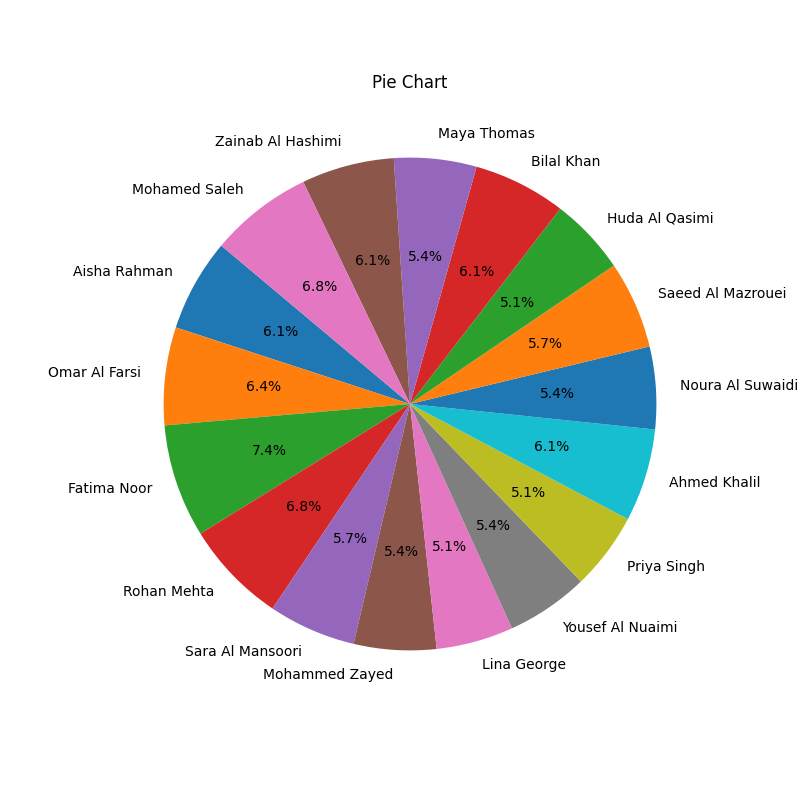 Pie Chart
Maya Thomas
Zainab Al Hashimi
Bilal Khan
Mohamed Saleh
Huda Al Qasimi
Aisha Rahman
Saeed Al Mazrouei
Omar Al Farsi
Noura Al Suwaidi
Fatima Noor
Ahmed Khalil
Rohan Mehta
Priya Singh
Sara Al Mansoori
Yousef Al Nuaimi
Mohammed Zayed
Lina George
5.4%
6.1%
6.1%
6.8%
5.1%
6.1%
5.7%
6.4%
5.4%
7.4%
6.1%
6.8%
5.1%
5.7%
5.4%
5.4%
5.1%